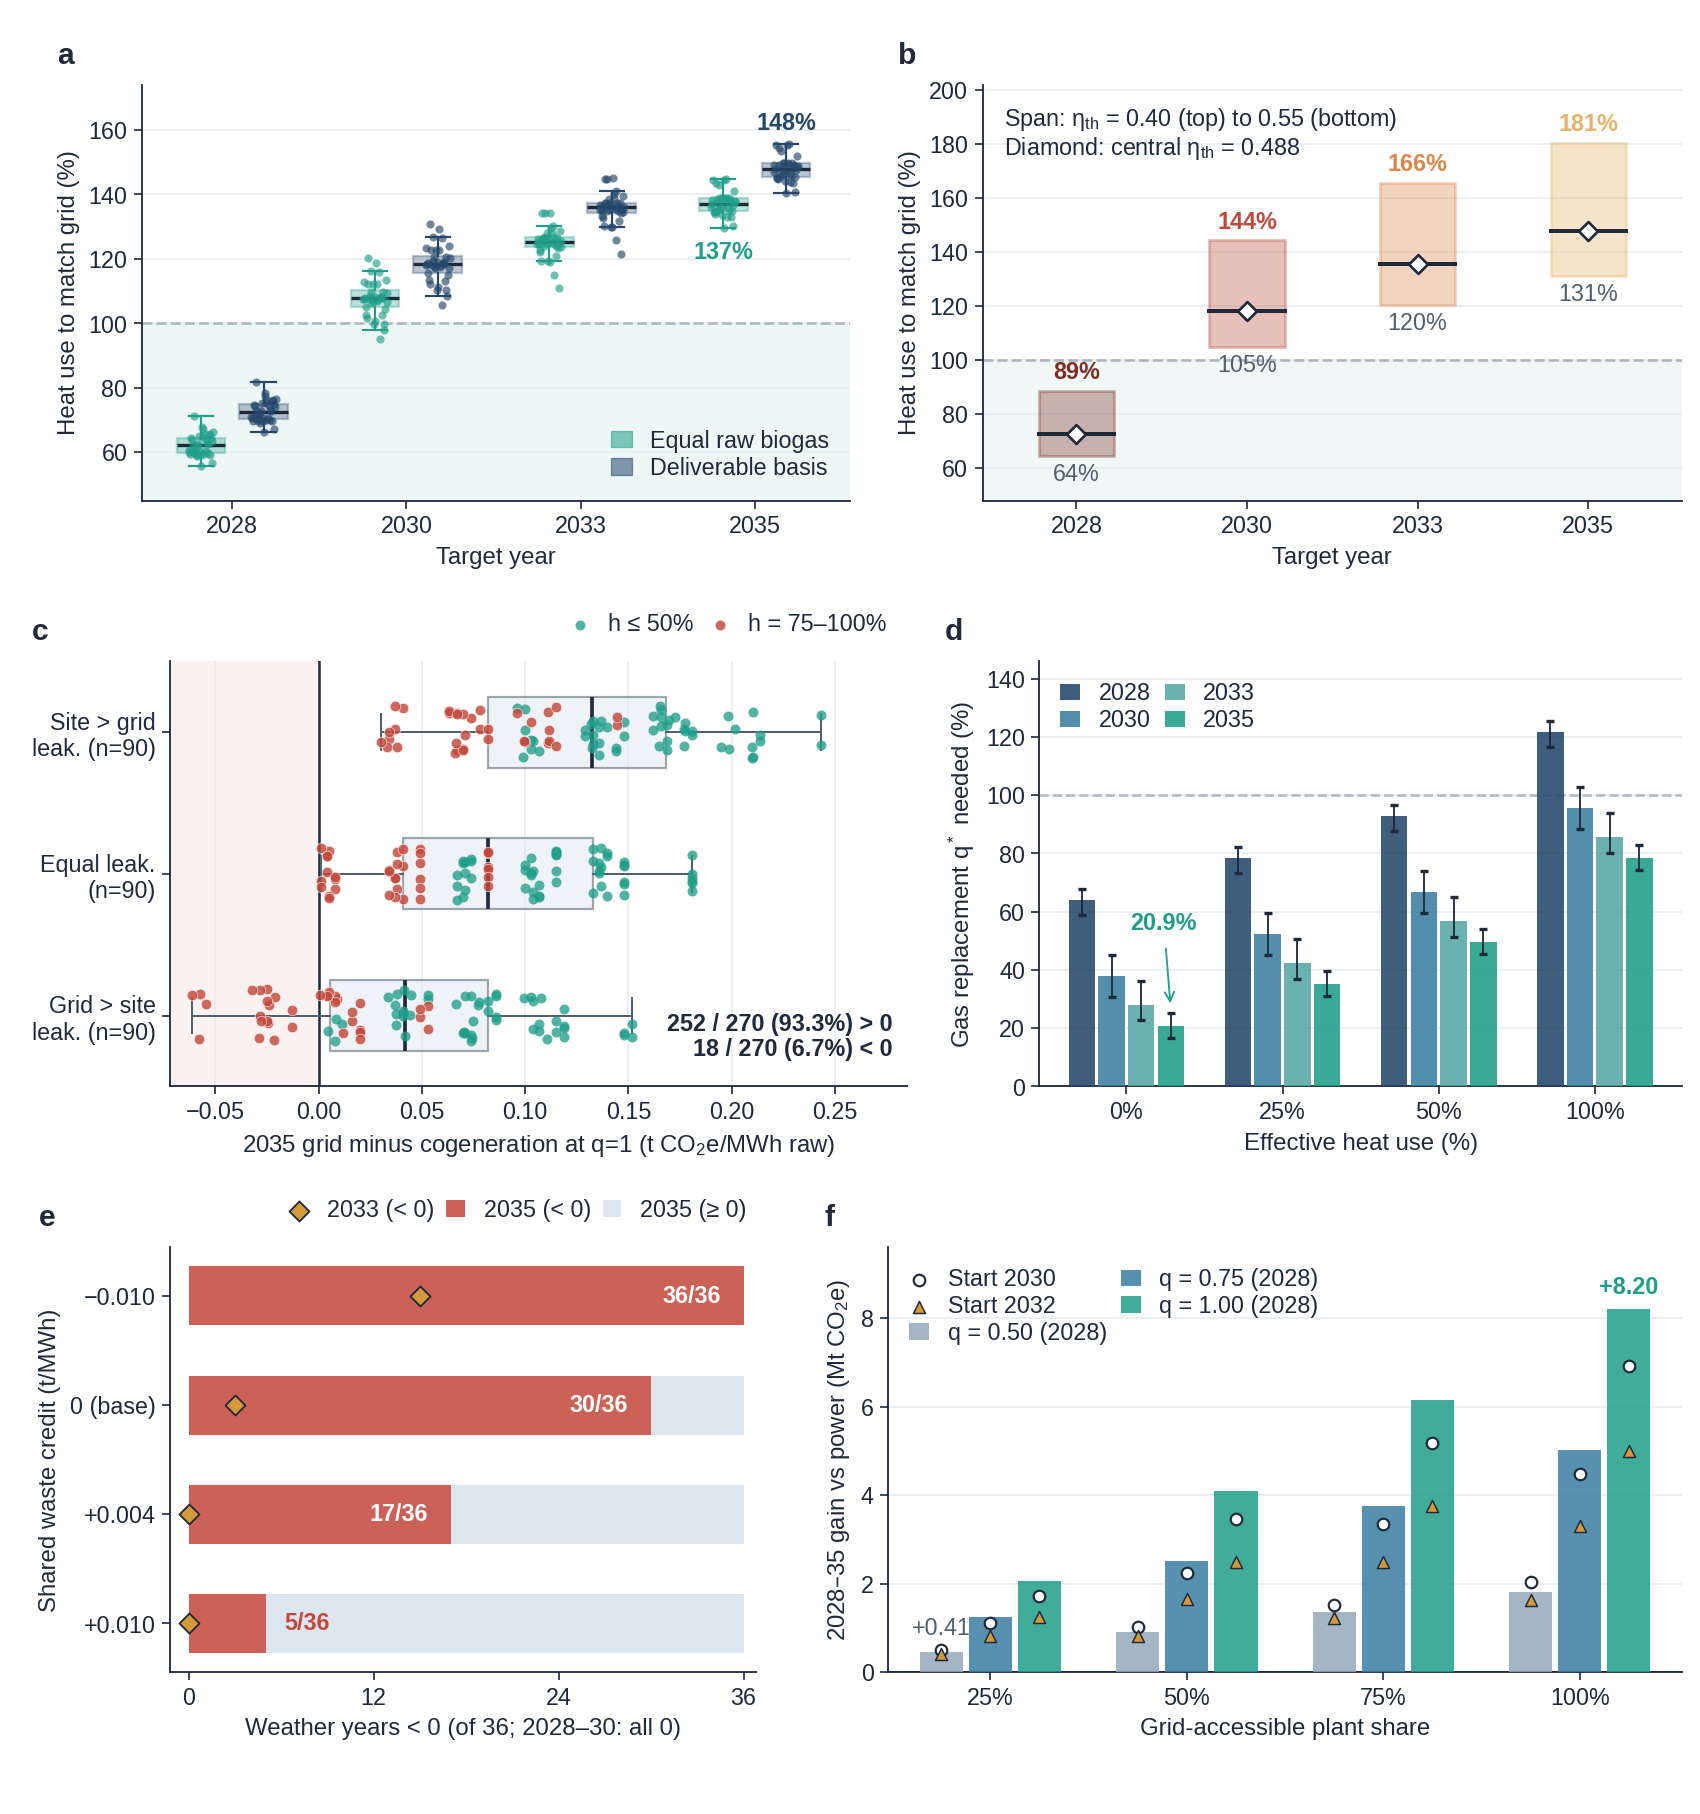 a
148%
137%
160
140
120
100
80
60
Heat use to match grid (%)
Equal raw biogas
Deliverable basis
2028
2030
2033
2035
Target year
b
200
180
160
140
120
100
80
60
Heat use to match grid (%)
Span: ηth = 0.40 (top) to 0.55 (bottom)
Diamond: central ηth = 0.488
181%
166%
144%
131%
120%
105%
89%
64%
2028
2030
2033
2035
Target year
c
h ≤ 50%
h = 75–100%
Site > grid
leak. (n=90)
Equal leak.
(n=90)
Grid > site
leak. (n=90)
252 / 270 (93.3%) > 0
18 / 270 (6.7%) < 0
−0.05
0.00
0.05
0.10
0.15
0.20
0.25
2035 grid minus cogeneration at q=1 (t CO₂e/MWh raw)
d
140
120
100
80
60
40
20
0
Gas replacement q* needed (%)
2028
2033
2030
2035
20.9%
0%
25%
50%
100%
Effective heat use (%)
e
2033 (< 0)
2035 (< 0)
2035 (≥ 0)
−0.010
0 (base)
+0.004
+0.010
Shared waste credit (t/MWh)
36/36
30/36
17/36
5/36
0
12
24
36
Weather years < 0 (of 36; 2028–30: all 0)
f
Start 2030
q = 0.75 (2028)
Start 2032
q = 1.00 (2028)
q = 0.50 (2028)
+8.20
+0.41
8
6
4
2
0
2028–35 gain vs power (Mt CO₂e)
25%
50%
75%
100%
Grid-accessible plant share